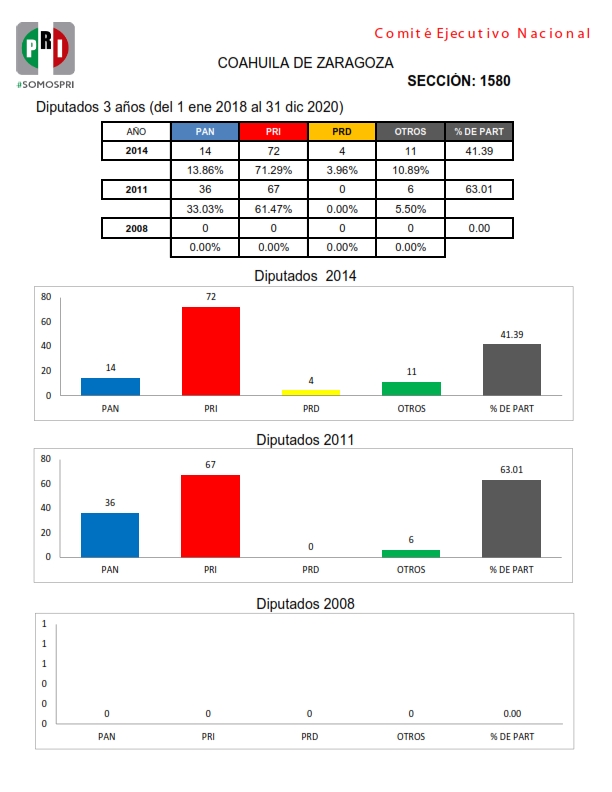 Comité Ejecutivo Nacional
PRI
#SOMOSPRI
COAHUILA DE ZARAGOZA
SECCIÓN: 1580
Diputados 3 años (del 1 ene 2018 al 31 dic 2020)
AÑO PAN PRI PRD OTROS % DE PART
2014 14 72 4 11 41.39
13.86% 71.29% 3.96% 10.89%
2011 36 67 0 6 63.01
33.03% 61.47% 0.00% 5.50%
2008 0 0 0 0 0.00
0.00% 0.00% 0.00% 0.00%
Diputados 2014
80
60
40
20
0
14 72 4 11 41.39
PAN PRI PRD OTROS % DE PART
Diputados 2011
80
60
40
20
0
36 67 0 6 63.01
PAN PRI PRD OTROS % DE PART
Diputados 2008
1
1
1
0
0
0
0 0 0 0 0.00
PAN PRI PRD OTROS % DE PART